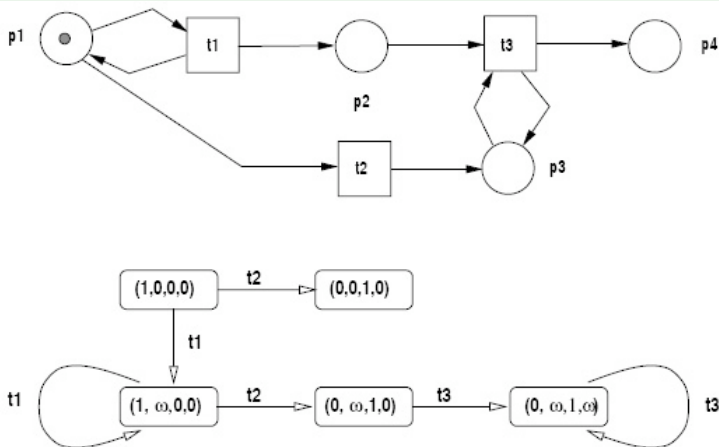 p1
t1
t3
p4
p2
t2
p3
(1,0,0,0)
t2
(0,0,1,0)
t1
t1
(1, ω,0,0)
t2
(0, ω,1,0)
t3
(0, ω,1,ω)
t3